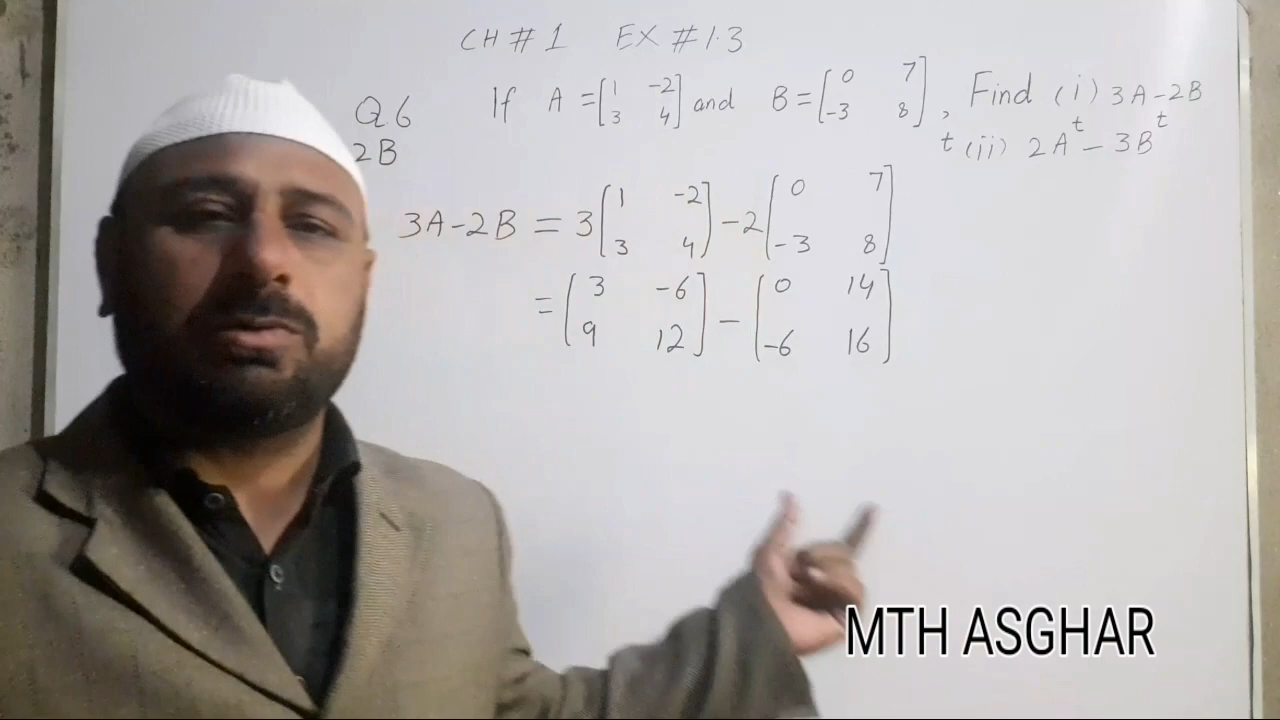 CH # 1 EX # 1.3
Q6 If A = [1 -2 and B = [0 7], Find (i) 3A-2B
3 4] -3 8 t (ii) 2Aᵗ - 3Bᵗ
2B
3A-2B = 3[1 -2] -2[0 7]
3 4 -3 8
= [3 -6] - [0 14]
9 12 -6 16
MTH ASGHAR